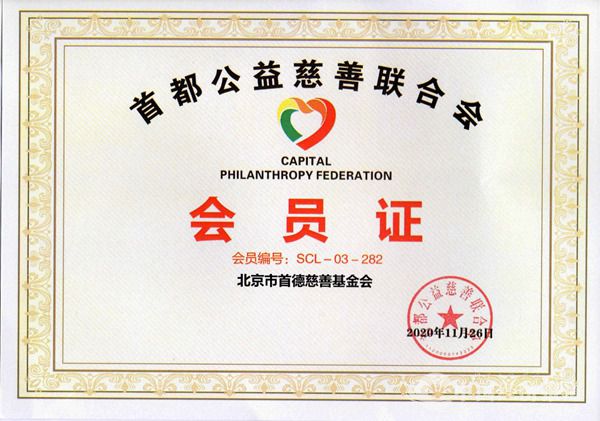 首都公益慈善联合会
CAPITAL
PHILANTHROPY FEDERATION
会员证
会员编号：SCL-03-282
北京市首德慈善基金会
首都公益慈善联合会
2020年11月26日